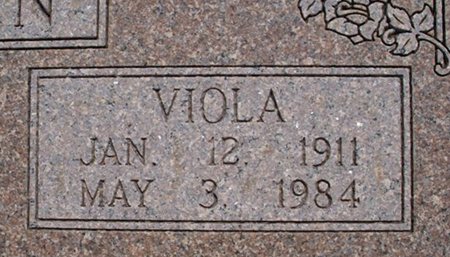 N
VIOLA
JAN. 12. 1911
MAY 3. 1984